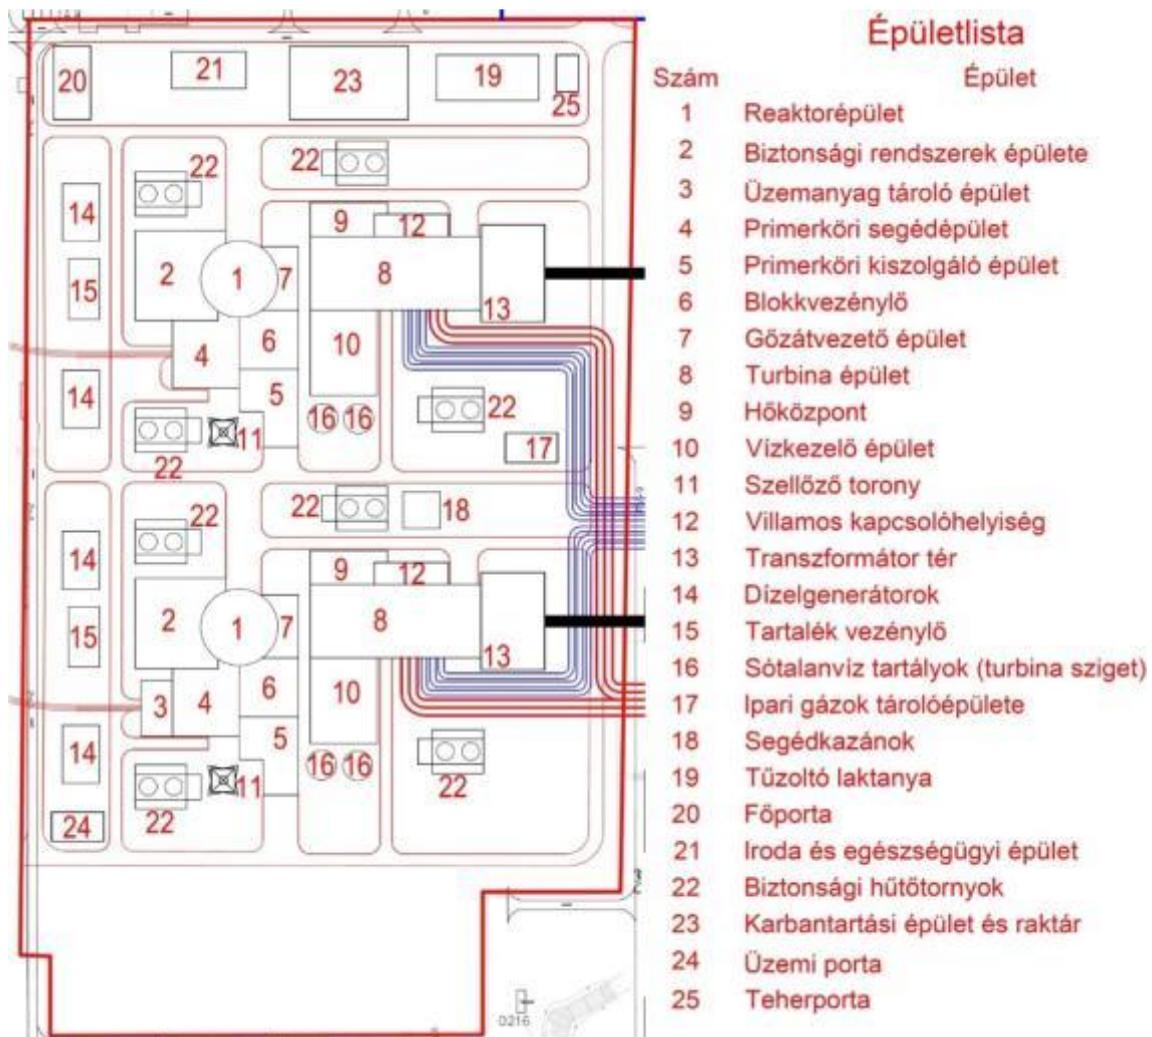 Épületlista
Szám Épület
1 Reaktorépület
2 Biztonsági rendszerek épülete
3 Üzemanyag tároló épület
4 Primerköri segédépület
5 Primerköri kiszolgáló épület
6 Blokkvezénylő
7 Gőzátvezető épület
8 Turbina épület
9 Hőközpont
10 Vízkezelő épület
11 Szellőző torony
12 Villamos kapcsolóhelyiség
13 Transzformátor tér
14 Dízelgenerátorok
15 Tartalék vezénylő
16 Sótalanvíz tartályok (turbina sziget)
17 Ipari gázok tárolóépülete
18 Segédkazánok
19 Tűzoltó laktanya
20 Főporta
21 Iroda és egészségügyi épület
22 Biztonsági hűtőtornyok
23 Karbantartási épület és raktár
24 Üzemi porta
25 Teherporta
20 21 23 19 25
22 22
14
9 12
2 1 7 8
15
13
4 6 10
14 5 22
16 16
11 17
22
22 18
22
14
9 12
2 1 7 8
15
13
3 4 6 10
14 5
16 16
11 22
22
24
0216